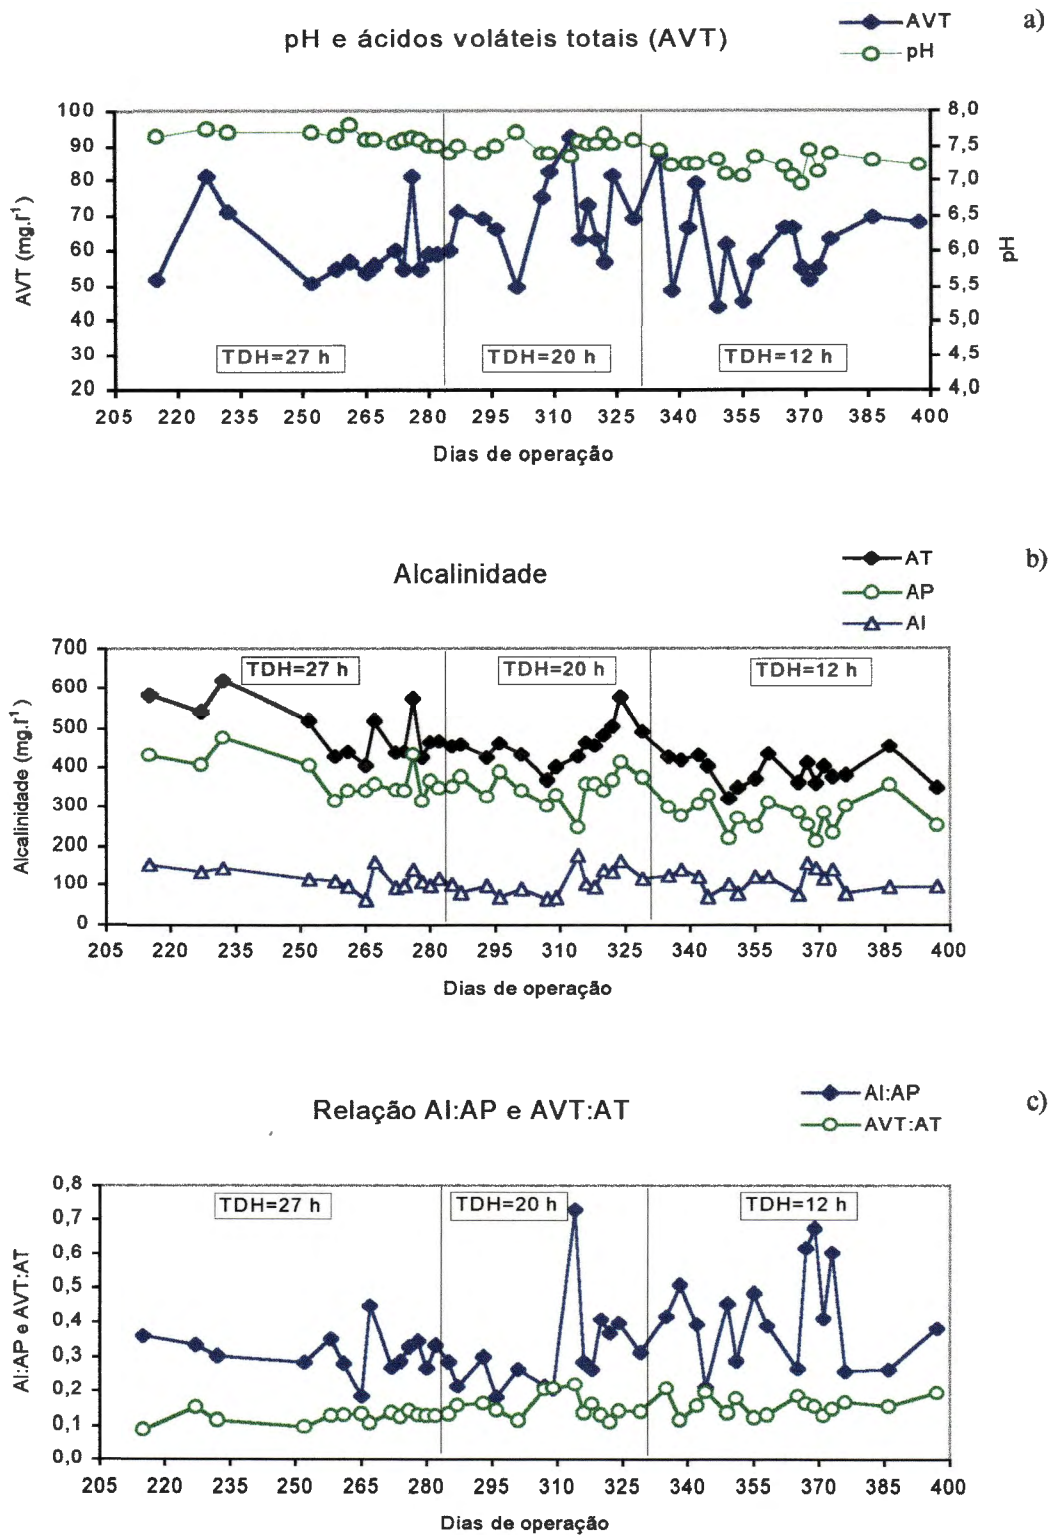 a)
pH e ácidos voláteis totais (AVT)
AVT
pH
100
90
80
70
60
50
40
30
20
AVT (mg.l⁻¹)
8,0
7,5
7,0
6,5
6,0
5,5
5,0
4,5
4,0
pH
TDH=27 h
TDH=20 h
TDH=12 h
205 220 235 250 265 280 295 310 325 340 355 370 385 400
Dias de operação
b)
Alcalinidade
AT
AP
AI
700
600
500
400
300
200
100
0
Alcalinidade (mg.l⁻¹)
TDH=27 h
TDH=20 h
TDH=12 h
205 220 235 250 265 280 295 310 325 340 355 370 385 400
Dias de operação
c)
Relação AI:AP e AVT:AT
AI:AP
AVT:AT
0,8
0,7
0,6
0,5
0,4
0,3
0,2
0,1
0,0
AI:AP e AVT:AT
TDH=27 h
TDH=20 h
TDH=12 h
205 220 235 250 265 280 295 310 325 340 355 370 385 400
Dias de operação